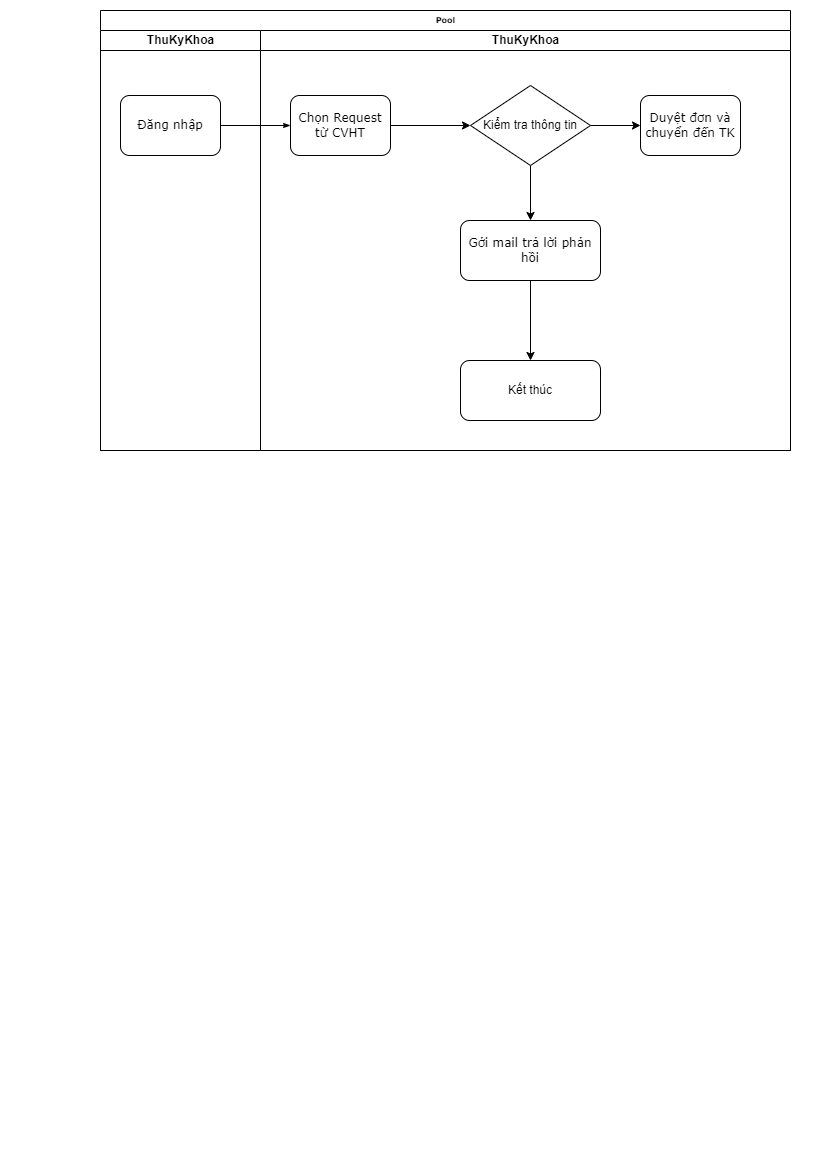 Pool
ThuKyKhoa
ThuKyKhoa
Đăng nhập
Chọn Request
từ CVHT
Kiểm tra thông tin
Duyệt đơn và
chuyển đến TK
Gởi mail trả lời phản
hồi
Kết thúc